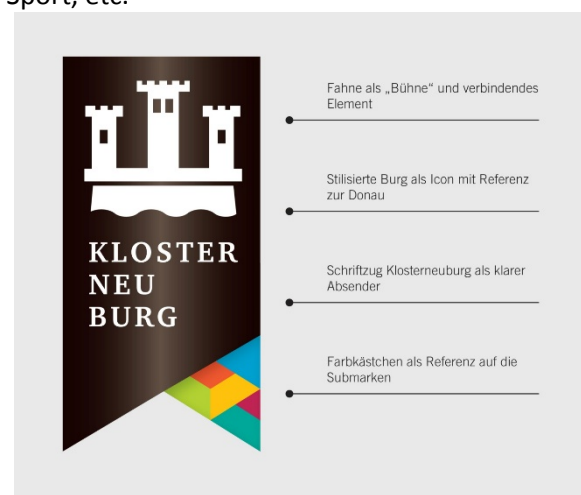 Sport, etc.
Fahne als „Bühne“ und verbindendes
Element
Stilisierte Burg als Icon mit Referenz
zur Donau
KLOSTER
NEU
BURG
Schriftzug Klosterneuburg als klarer
Absender
Farbkästchen als Referenz auf die
Submarken